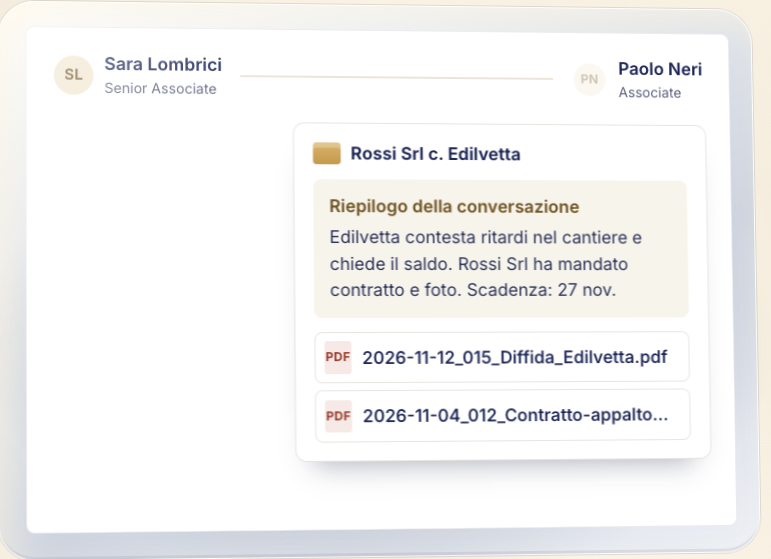 SL
Sara Lombrici
Senior Associate
PN
Paolo Neri
Associate
Rossi Srl c. Edilvetta
Riepilogo della conversazione
Edilvetta contesta ritardi nel cantiere e
chiede il saldo. Rossi Srl ha mandato
contratto e foto. Scadenza: 27 nov.
PDF 2026-11-12_015_Diffida_Edilvetta.pdf
PDF 2026-11-04_012_Contratto-appalto...